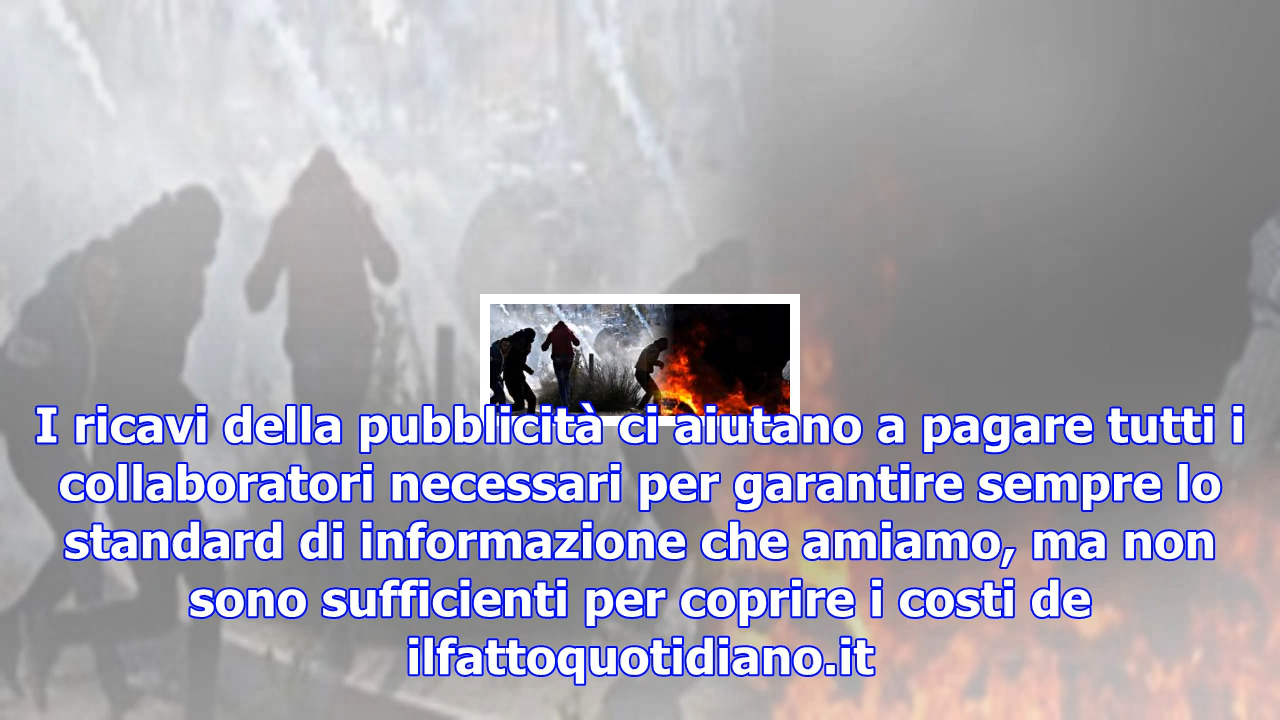 I ricavi della pubblicità ci aiutano a pagare tutti i
collaboratori necessari per garantire sempre lo
standard di informazione che amiamo, ma non
sono sufficienti per coprire i costi de
ilfattoquotidiano.it